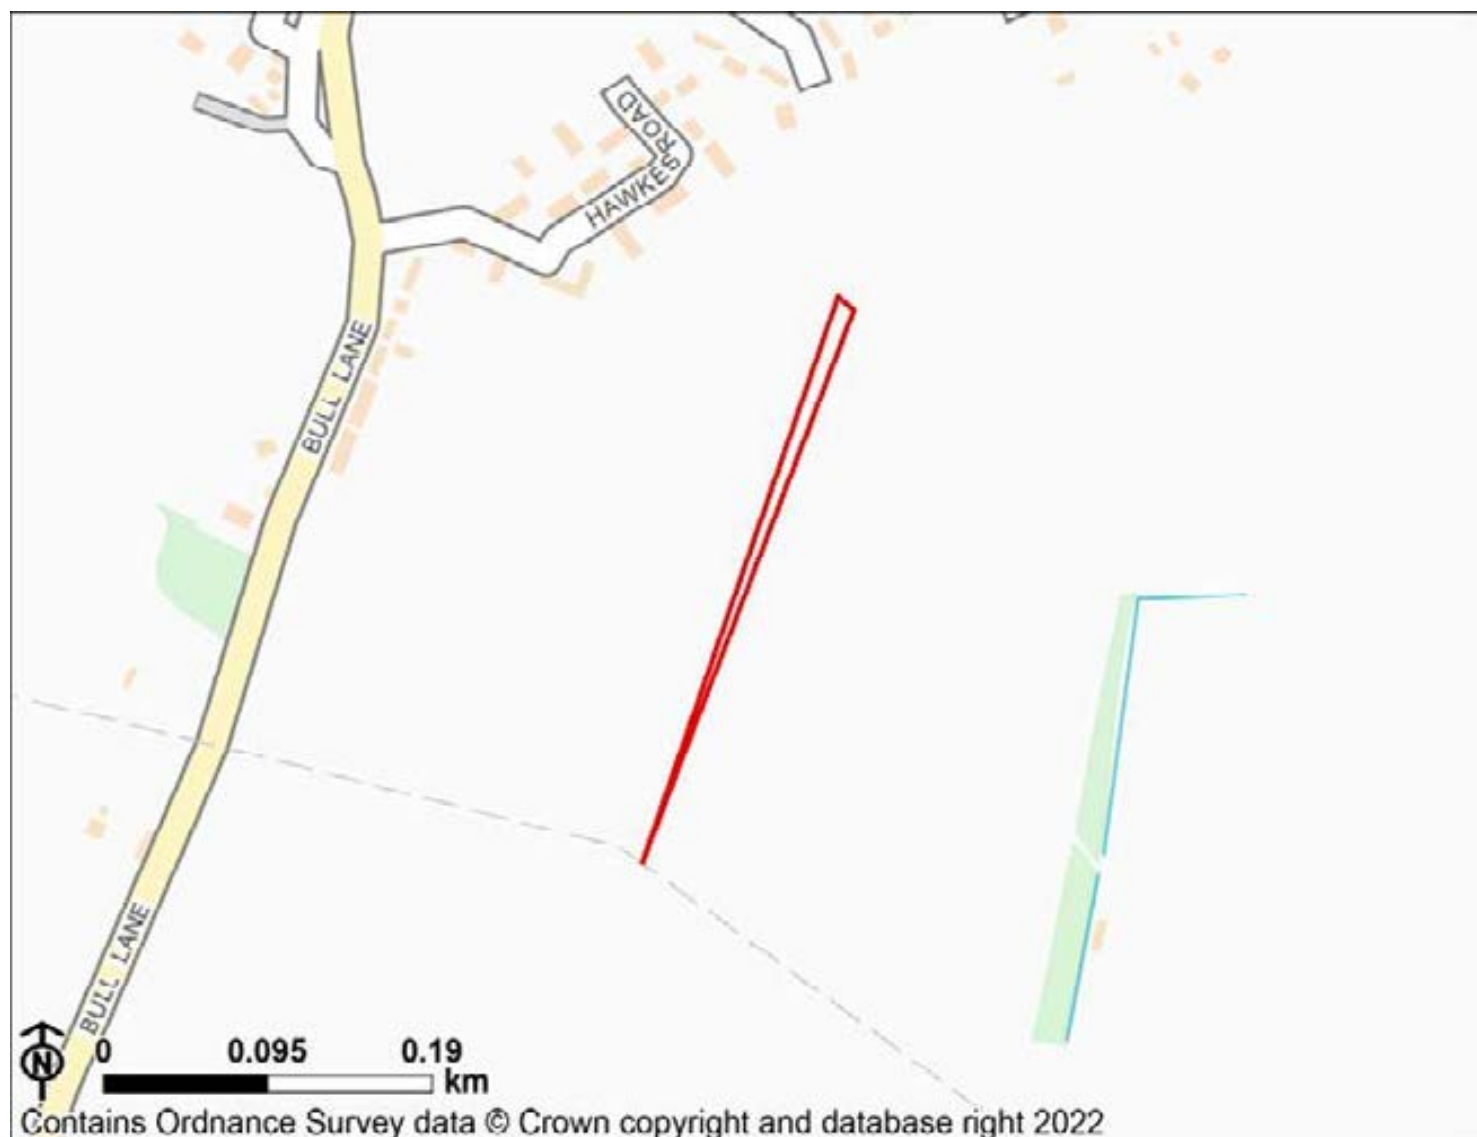 HAWKES ROAD
BULL LANE
BULL LANE
N
0 0.095 0.19
km
Contains Ordnance Survey data © Crown copyright and database right 2022